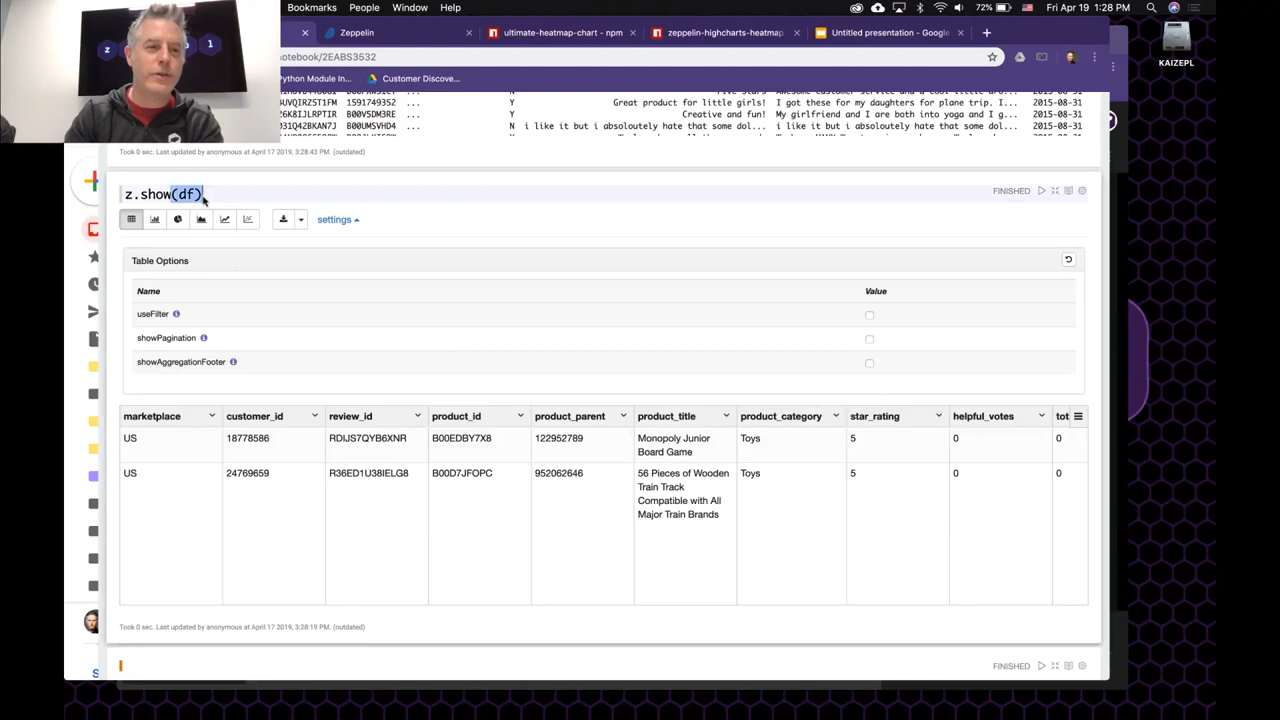 Bookmarks People Window Help
72% Fri Apr 19 1:28 PM
KAIZEPL
z e p l
Zeppelin × ultimate-heatmap-chart - npm × zeppelin-highcharts-heatmap × Untitled presentation - Google ×
notebook/2EABS3532
Python Module In... Customer Discove...
1591749352 ... Y Great product for little girls! I got these for my daughters for plane trip. I... 2015-08-31
Z6K8IJLRPTIR B00V5DM3RE ... Y Creative and fun! My girlfriend and I are both into yoga and I g... 2015-08-31
D31Q42BKAN7J B00UMSVHD4 ... N i like it but i absoloutely hate that some dol... i like it but i absoloutely hate that some dol... 2015-08-31
Took 0 sec. Last updated by anonymous at April 17 2019, 3:28:43 PM. (outdated)
z.show(df) FINISHED
settings
Table Options
Name Value
useFilter
showPagination
showAggregationFooter
marketplace customer_id review_id product_id product_parent product_title product_category star_rating helpful_votes tot
US 18778586 RDIJS7QYB6XNR B00EDBY7X8 122952789 Monopoly Junior Toys 5 0 0
Board Game
US 24769659 R36ED1U38IELG8 B00D7JFOPC 952062646 56 Pieces of Wooden Toys 5 0 0
Train Track
Compatible with All
Major Train Brands
Took 0 sec. Last updated by anonymous at April 17 2019, 3:28:19 PM. (outdated)
FINISHED